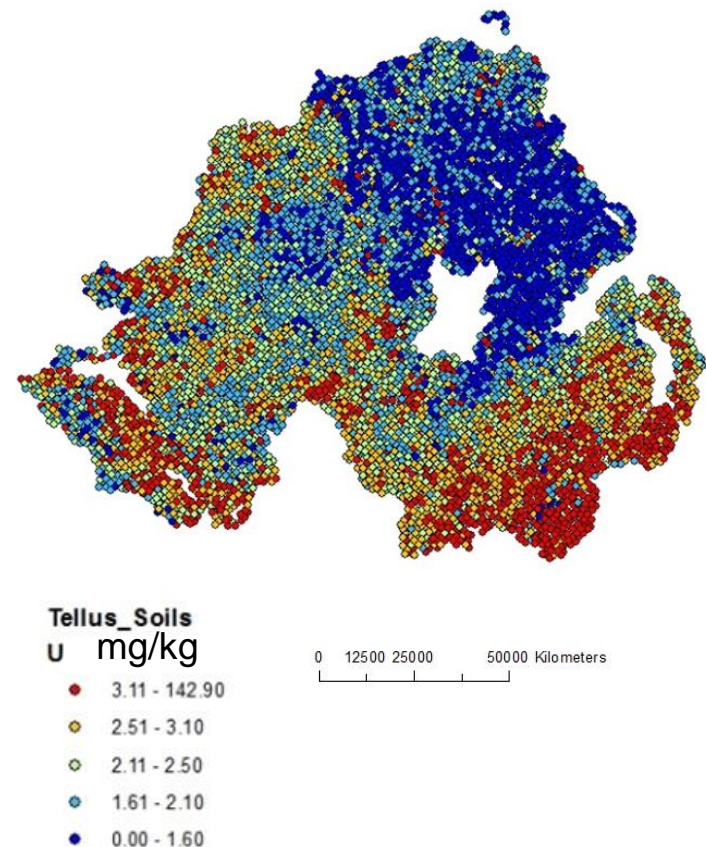 Tellus_Soils
U mg/kg
3.11 - 142.90
2.51 - 3.10
2.11 - 2.50
1.61 - 2.10
0.00 - 1.60
0 12500 25000 50000 Kilometers